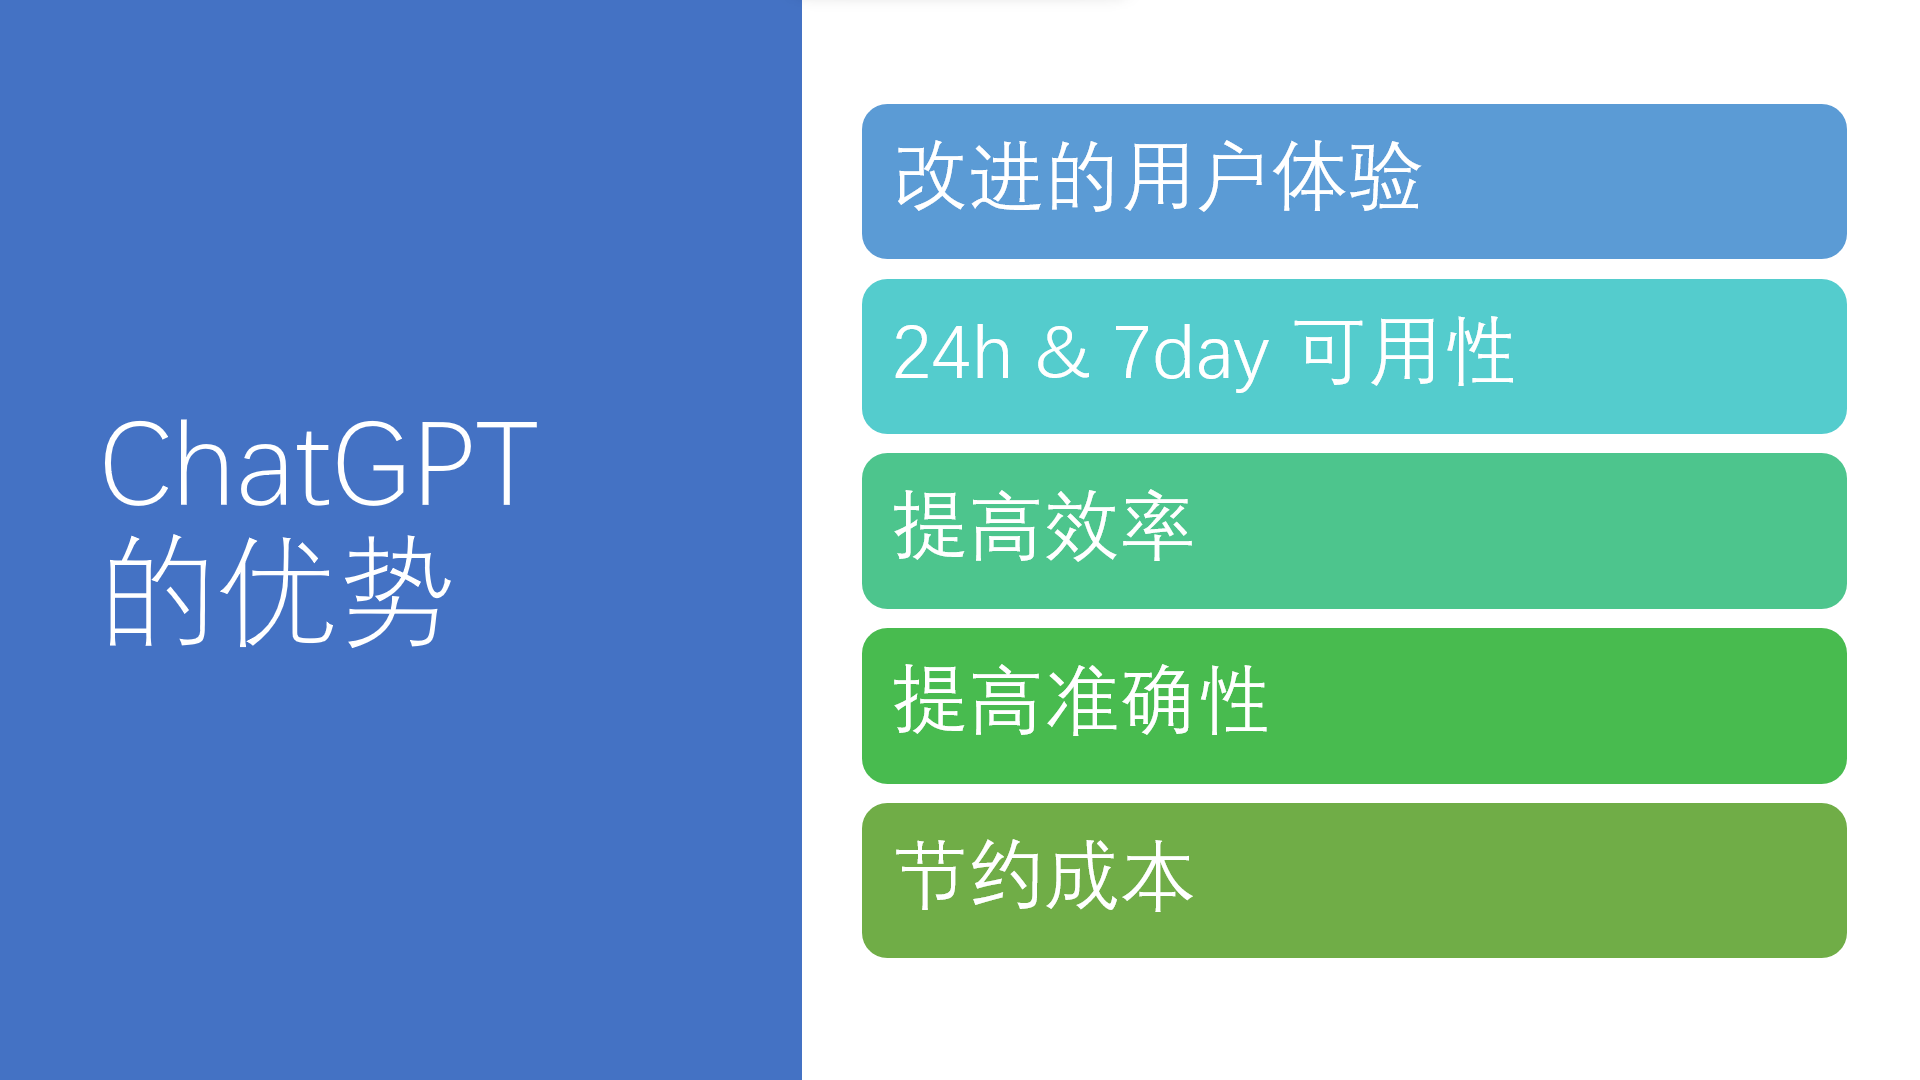 ChatGPT
的优势
改进的用户体验
24h & 7day 可用性
提高效率
提高准确性
节约成本